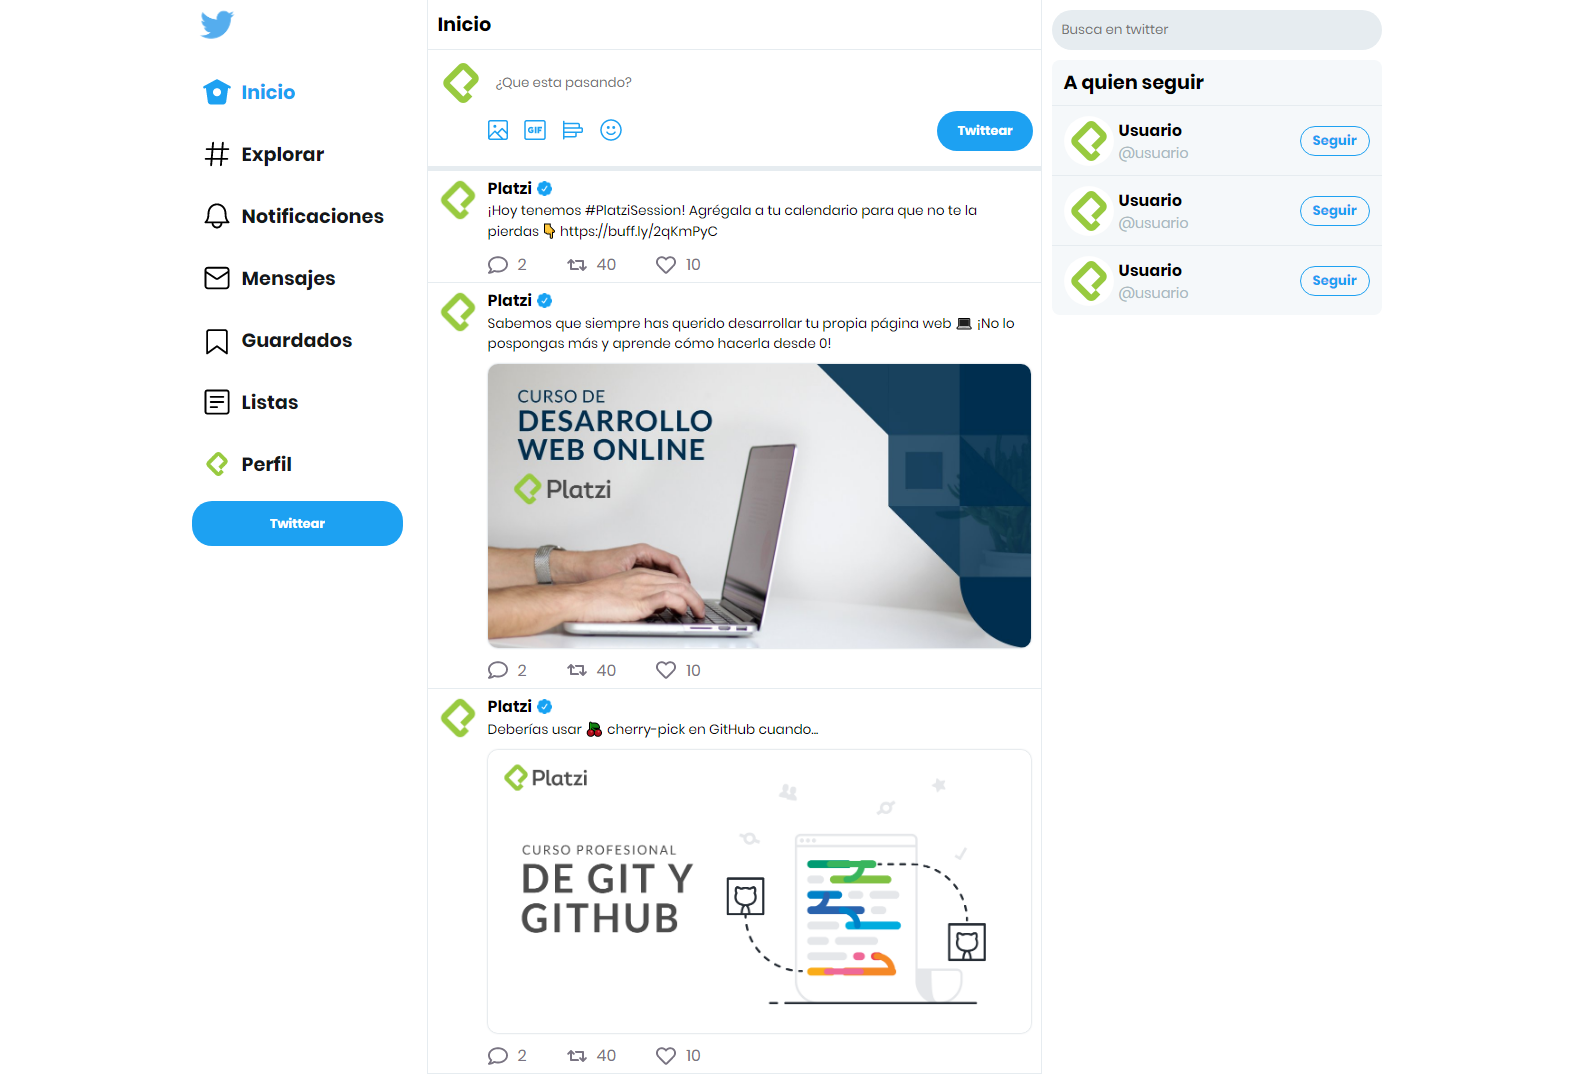 Inicio
Explorar
Notificaciones
Mensajes
Guardados
Listas
Perfil
Twittear
Inicio
¿Que esta pasando?
GIF
Twittear
Platzi
¡Hoy tenemos #PlatziSession! Agrégala a tu calendario para que no te la
pierdas 👇 https://buff.ly/2qKmPyC
2 40 10
Platzi
Sabemos que siempre has querido desarrollar tu propia página web 💻 ¡No lo
pospongas más y aprende cómo hacerla desde 0!
CURSO DE
DESARROLLO
WEB ONLINE
Platzi
2 40 10
Platzi
Deberías usar 🍒 cherry-pick en GitHub cuando...
Platzi
CURSO PROFESIONAL
DE GIT Y
GITHUB
2 40 10
Busca en twitter
A quien seguir
Usuario
@usuario
Seguir
Usuario
@usuario
Seguir
Usuario
@usuario
Seguir